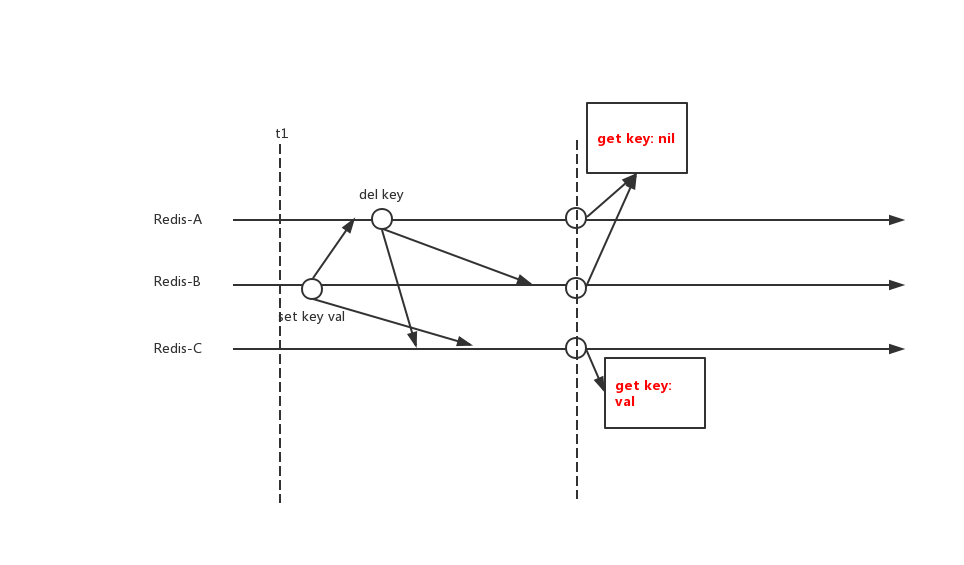 t1
get key: nil
del key
Redis-A
Redis-B
set key val
Redis-C
get key:
val